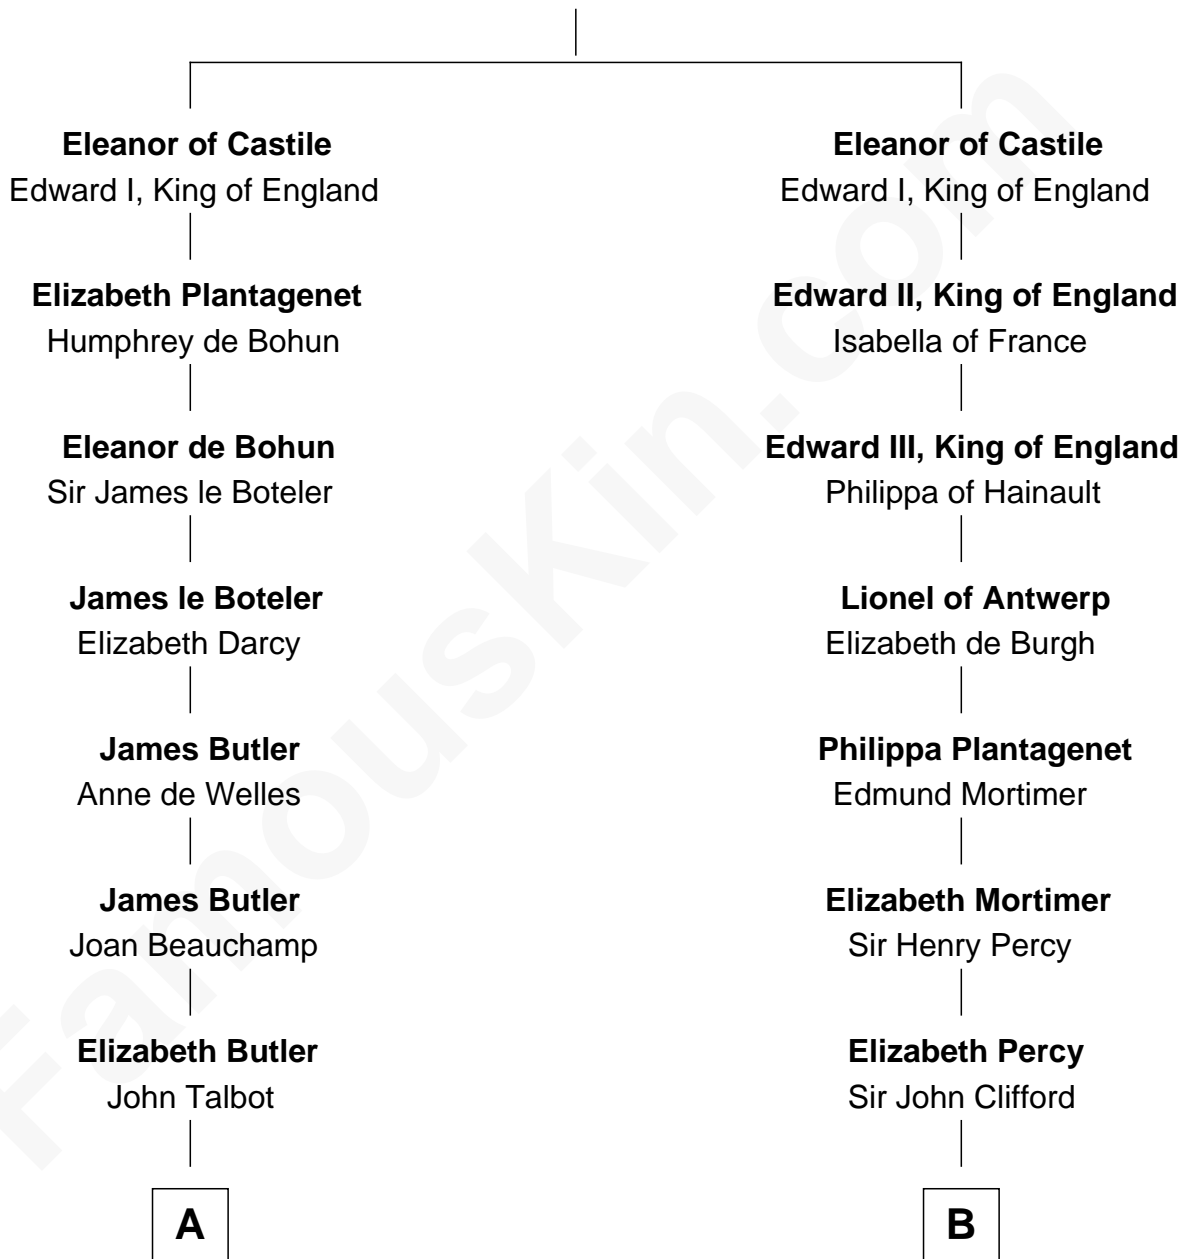 Eleanor of Castile
Edward I, King of England
Elizabeth Plantagenet
Humphrey de Bohun
Eleanor de Bohun
Sir James le Boteler
James le Boteler
Elizabeth Darcy
James Butler
Anne de Welles
James Butler
Joan Beauchamp
Elizabeth Butler
John Talbot
A
Eleanor of Castile
Edward I, King of England
Edward II, King of England
Isabella of France
Edward III, King of England
Philippa of Hainault
Lionel of Antwerp
Elizabeth de Burgh
Philippa Plantagenet
Edmund Mortimer
Elizabeth Mortimer
Sir Henry Percy
Elizabeth Percy
Sir John Clifford
B
FamousKin.com